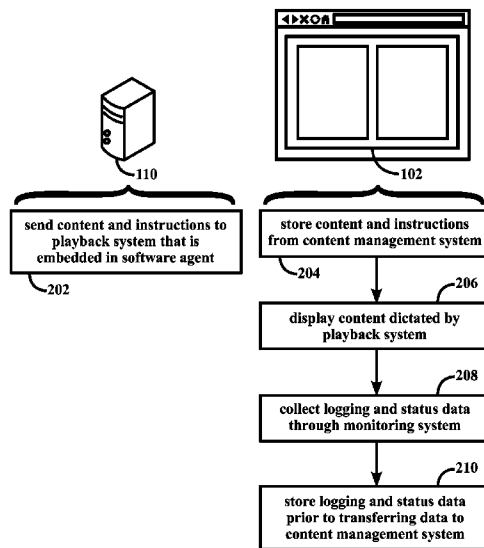 110
102
send content and instructions to
playback system that is
embedded in software agent
202
store content and instructions
from content management system
204
206
display content dictated by
playback system
208
collect logging and status data
through monitoring system
210
store logging and status data
prior to transferring data to
content management system